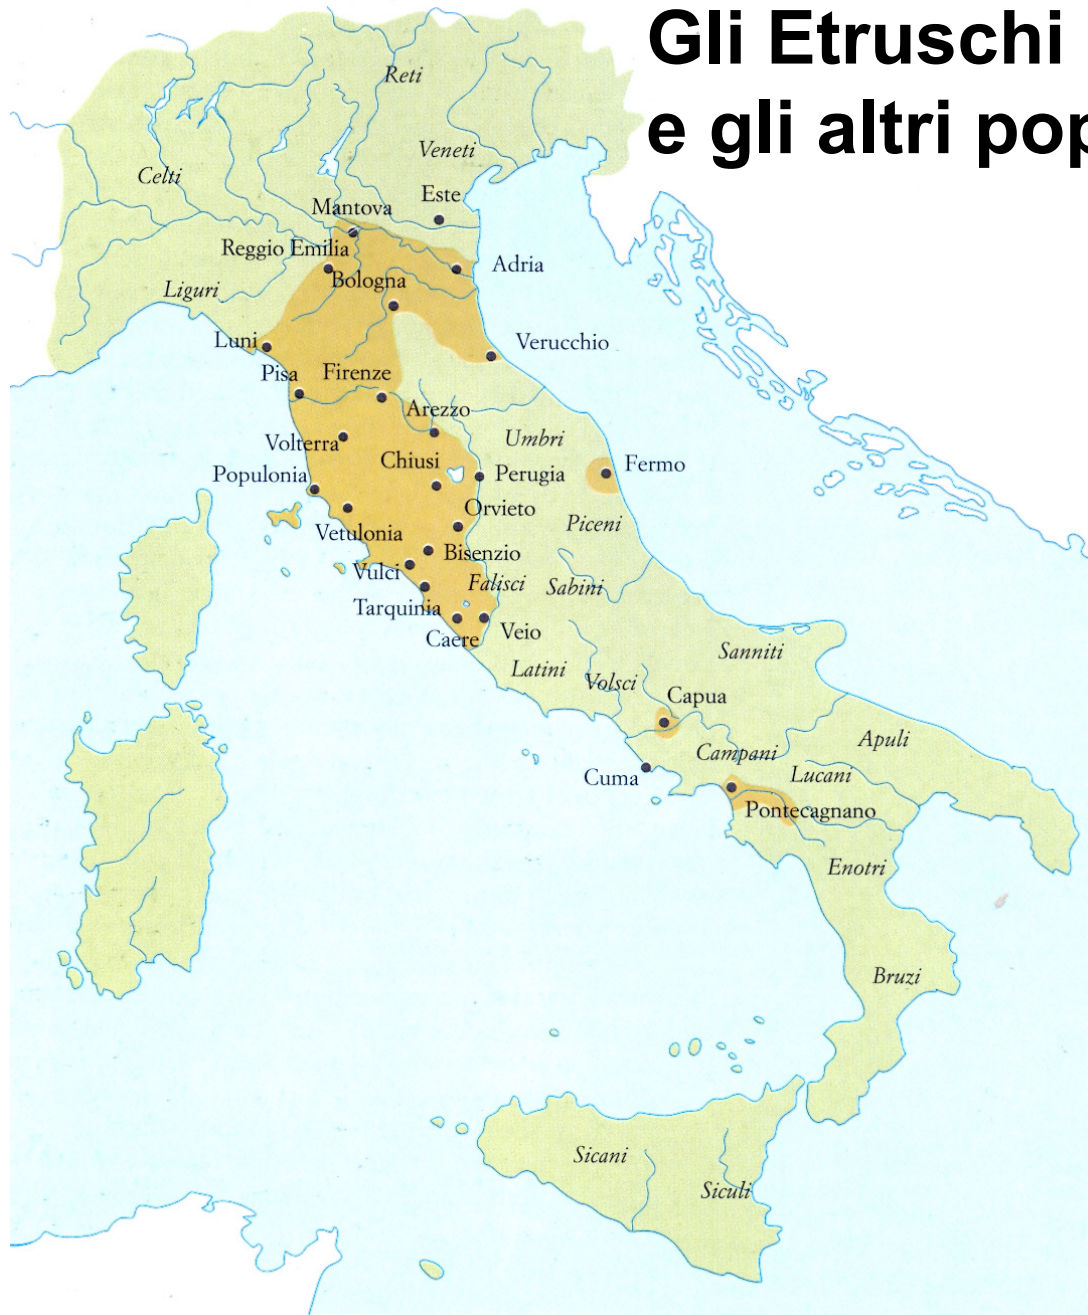 Gli Etruschi
e gli altri pop
Reti
Veneti
Celti
Este
Mantova
Reggio Emilia
Adria
Bologna
Liguri
Luni
Verucchio
Pisa
Firenze
Arezzo
Umbri
Volterra
Chiusi
Fermo
Populonia
Perugia
Orvieto
Piceni
Vetulonia
Bisenzio
Vulci
Falisci
Sabini
Tarquinia
Caere
Veio
Latini
Sanniti
Volsci
Capua
Campani
Apuli
Cuma
Lucani
Pontecagnano
Enotri
Bruzi
Sicani
Siculi